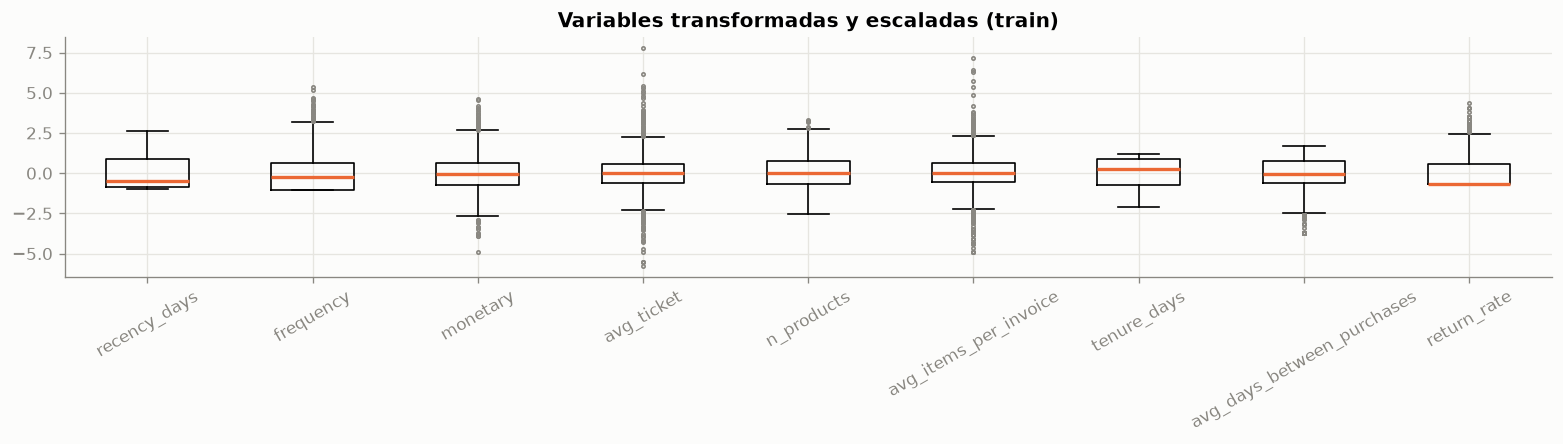 Variables transformadas y escaladas (train)
7.5
5.0
2.5
0.0
−2.5
−5.0
recency_days
frequency
monetary
avg_ticket
n_products
avg_items_per_invoice
tenure_days
avg_days_between_purchases
return_rate